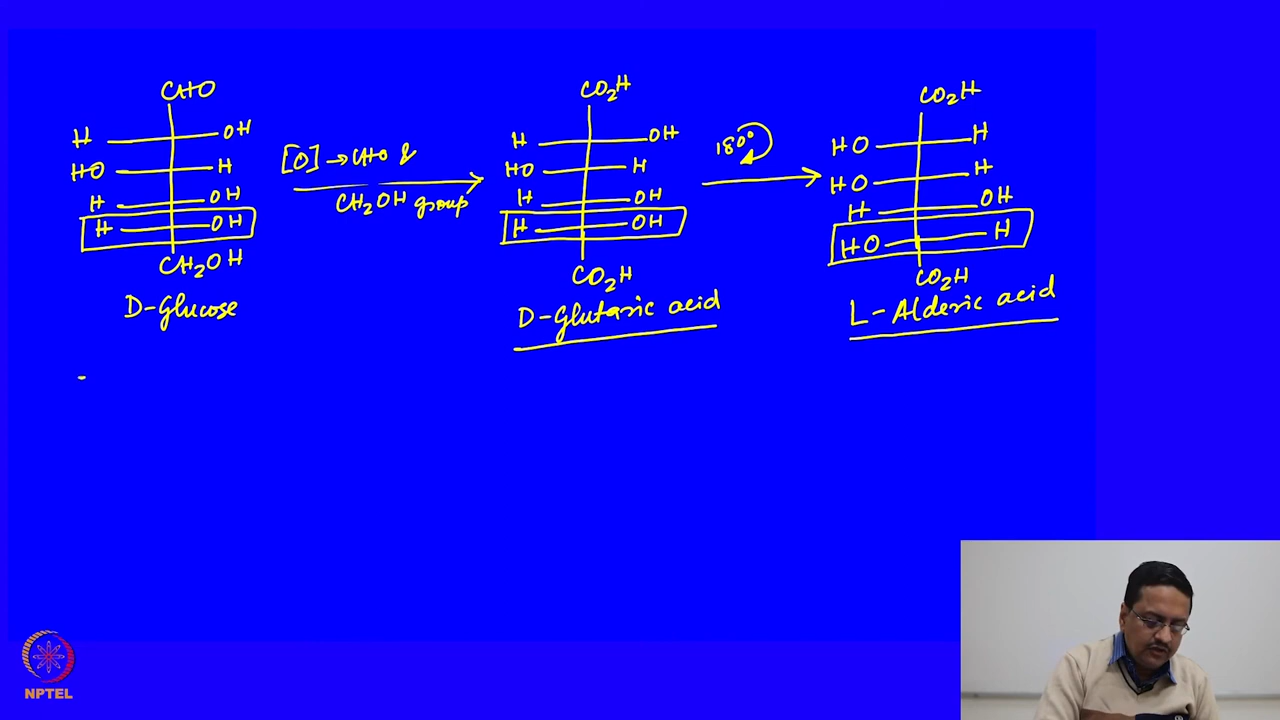 CHO
H OH
HO H
H OH
H OH
CH₂OH
D-Glucose
[O] → CHO &
CH₂OH group
CO₂H
H OH
HO H
H OH
H OH
CO₂H
D-Glutaric acid
180°
CO₂H
HO H
HO H
H OH
HO H
CO₂H
L-Alderic acid
NPTEL